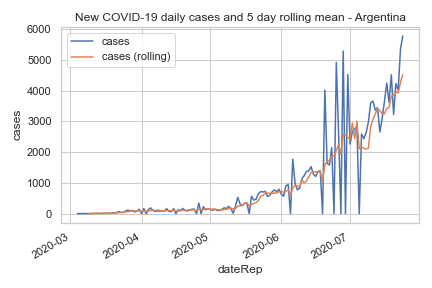 New COVID-19 daily cases and 5 day rolling mean - Argentina
cases
cases (rolling)
6000
5000
4000
3000
2000
1000
0
cases
2020-03
2020-04
2020-05
2020-06
2020-07
dateRep